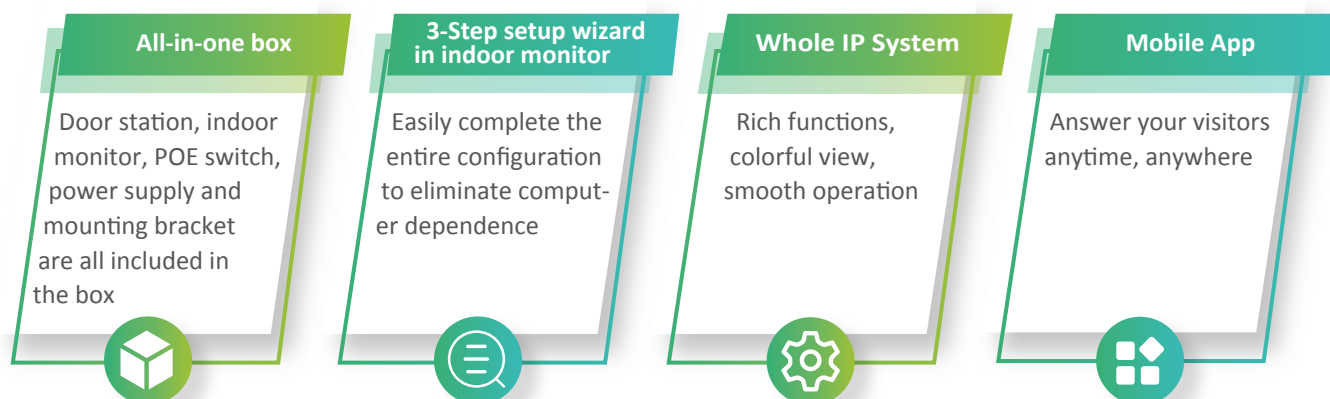 All-in-one box
Door station, indoor
monitor, POE switch,
power supply and
mounting bracket
are all included in
the box
3-Step setup wizard
in indoor monitor
Easily complete the
entire configuration
to eliminate comput-
er dependence
Whole IP System
Rich functions,
colorful view,
smooth operation
Mobile App
Answer your visitors
anytime, anywhere